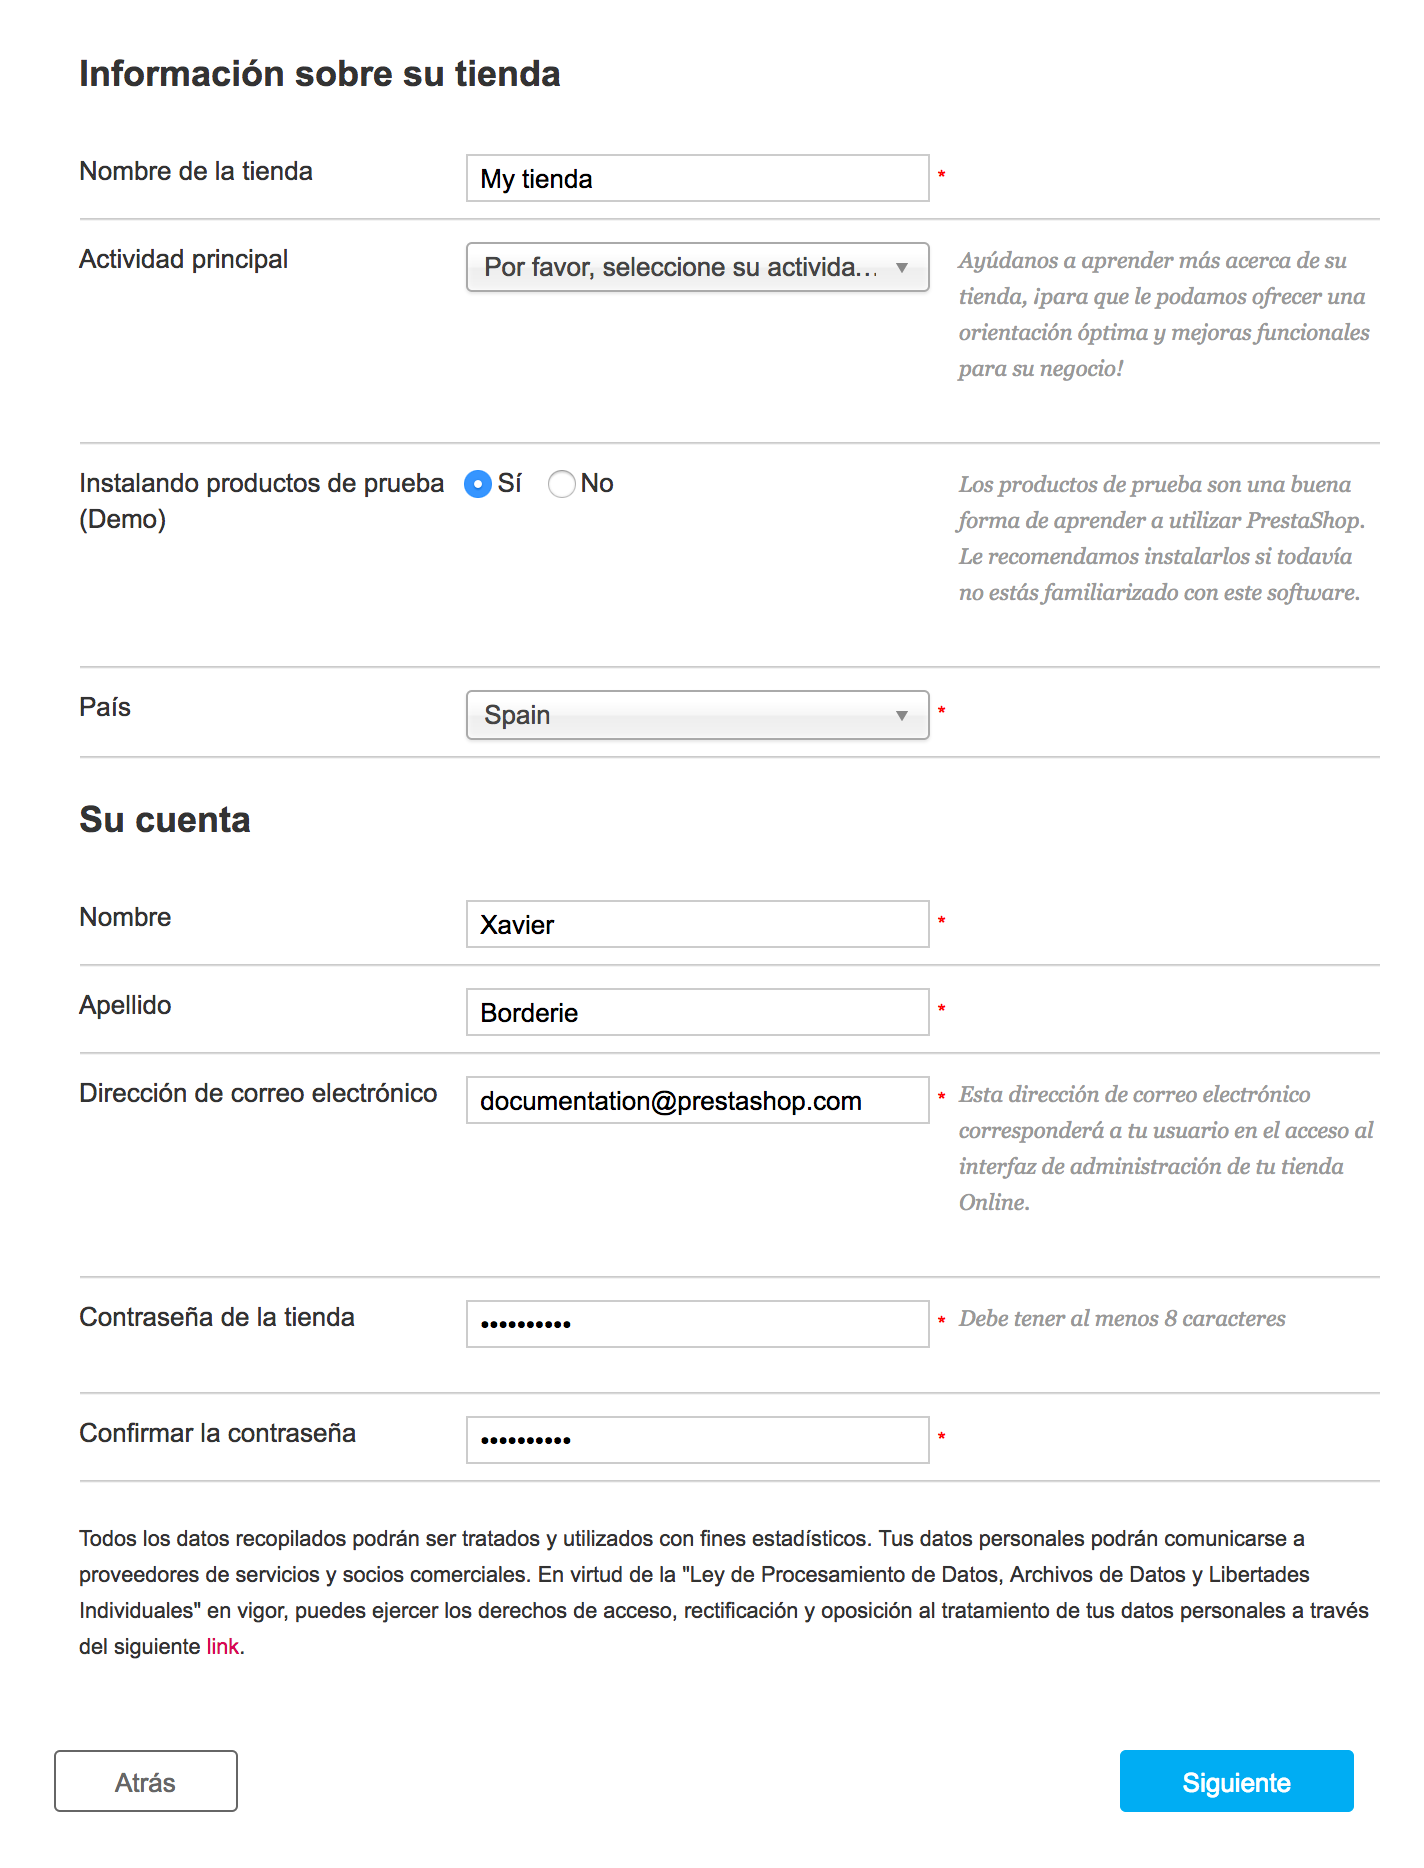 Información sobre su tienda
Nombre de la tienda
My tienda
*
Actividad principal
Por favor, seleccione su activida...
Ayúdanos a aprender más acerca de su
tienda, ¡para que le podamos ofrecer una
orientación óptima y mejoras funcionales
para su negocio!
Instalando productos de prueba
(Demo)
Sí
No
Los productos de prueba son una buena
forma de aprender a utilizar PrestaShop.
Le recomendamos instalarlos si todavía
no estás familiarizado con este software.
País
Spain
*
Su cuenta
Nombre
Xavier
*
Apellido
Borderie
*
Dirección de correo electrónico
documentation@prestashop.com
*
Esta dirección de correo electrónico
corresponderá a tu usuario en el acceso al
interfaz de administración de tu tienda
Online.
Contraseña de la tienda
••••••••••
*
Debe tener al menos 8 caracteres
Confirmar la contraseña
••••••••••
*
Todos los datos recopilados podrán ser tratados y utilizados con fines estadísticos. Tus datos personales podrán comunicarse a
proveedores de servicios y socios comerciales. En virtud de la "Ley de Procesamiento de Datos, Archivos de Datos y Libertades
Individuales" en vigor, puedes ejercer los derechos de acceso, rectificación y oposición al tratamiento de tus datos personales a través
del siguiente link.
Atrás
Siguiente